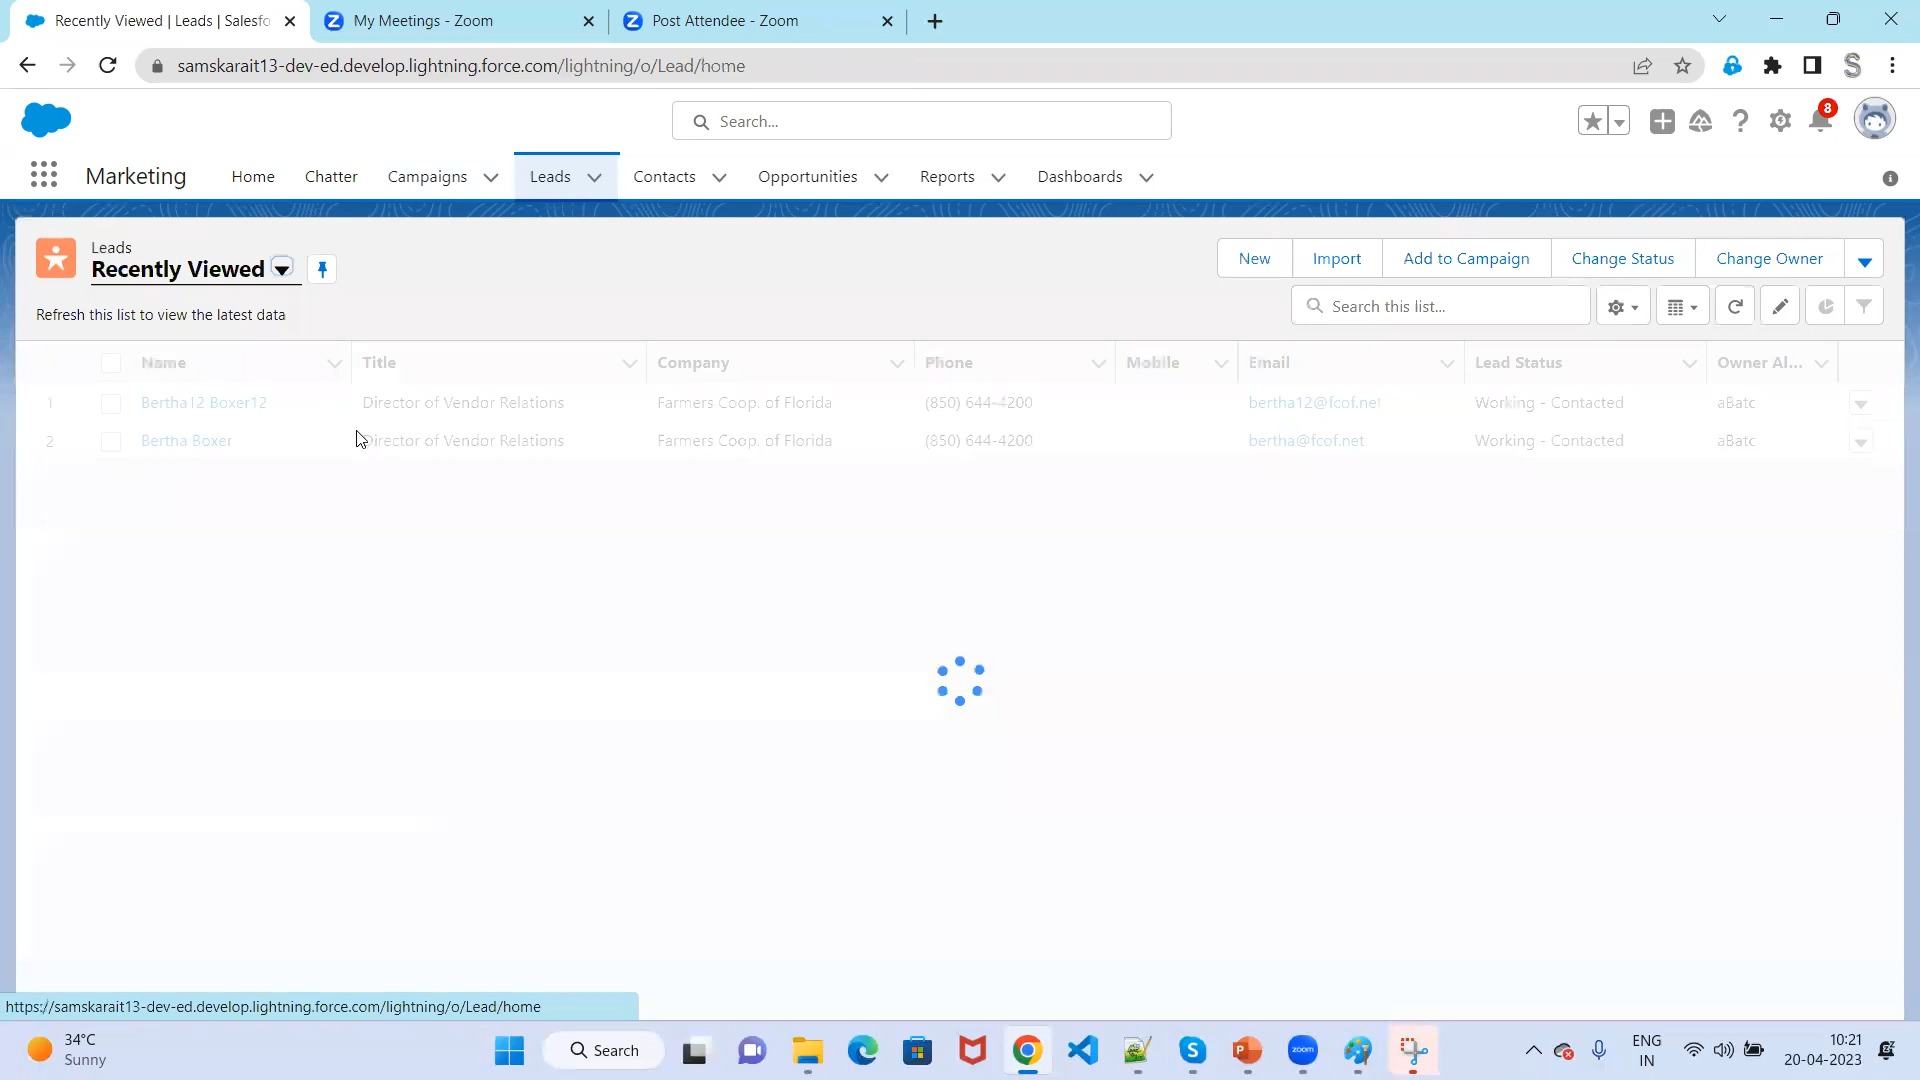 Recently Viewed | Leads | Salesfo
My Meetings - Zoom
Post Attendee - Zoom
samskarait13-dev-ed.develop.lightning.force.com/lightning/o/Lead/home
Search...
8
Marketing
Home
Chatter
Campaigns
Leads
Contacts
Opportunities
Reports
Dashboards
Leads
Recently Viewed
New
Import
Add to Campaign
Change Status
Change Owner
Refresh this list to view the latest data
Search this list...
Name Title Company Phone Mobile Email Lead Status Owner Al...
1 Bertha12 Boxer12 Director of Vendor Relations Farmers Coop. of Florida (850) 644-4200 bertha12@fcof.net Working - Contacted aBatc
2 Bertha Boxer Director of Vendor Relations Farmers Coop. of Florida (850) 644-4200 bertha@fcof.net Working - Contacted aBatc
https://samskarait13-dev-ed.develop.lightning.force.com/lightning/o/Lead/home
34°C
Sunny
Search
zoom
ENG
IN
10:21
20-04-2023